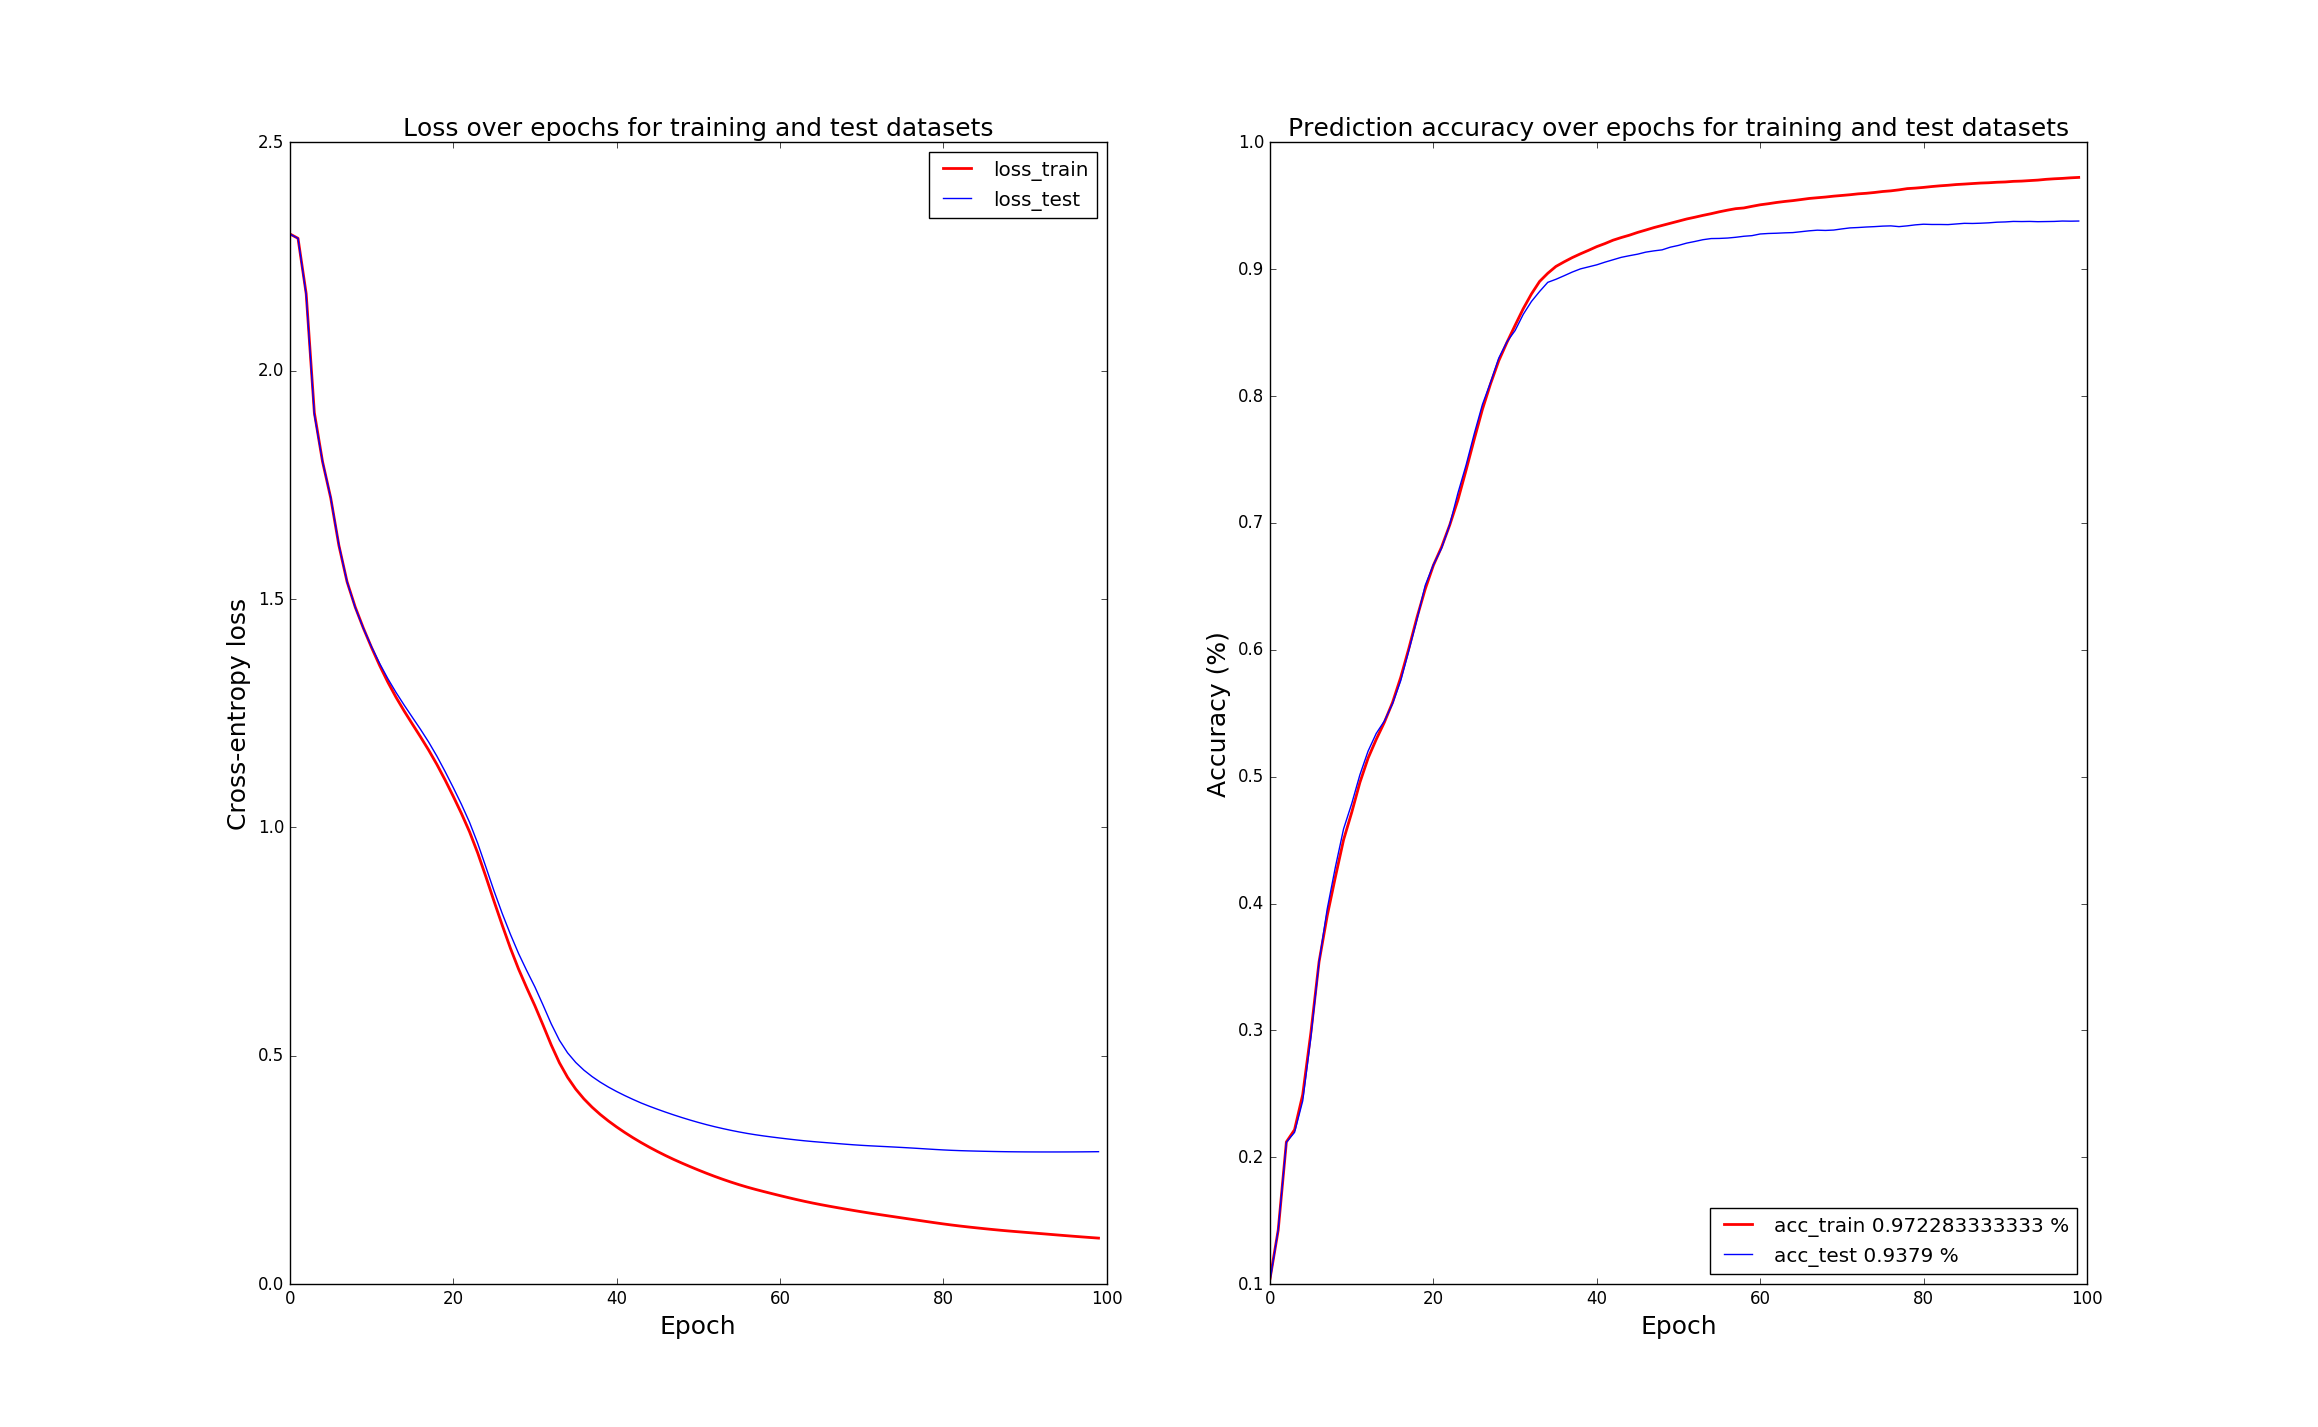 Loss over epochs for training and test datasets
2.5
2.0
1.5
1.0
0.5
0.0
Cross-entropy loss
loss_train
loss_test
0 20 40 60 80 100
Epoch
Prediction accuracy over epochs for training and test datasets
1.0
0.9
0.8
0.7
0.6
0.5
0.4
0.3
0.2
0.1
Accuracy (%)
acc_train 0.972283333333 %
acc_test 0.9379 %
0 20 40 60 80 100
Epoch